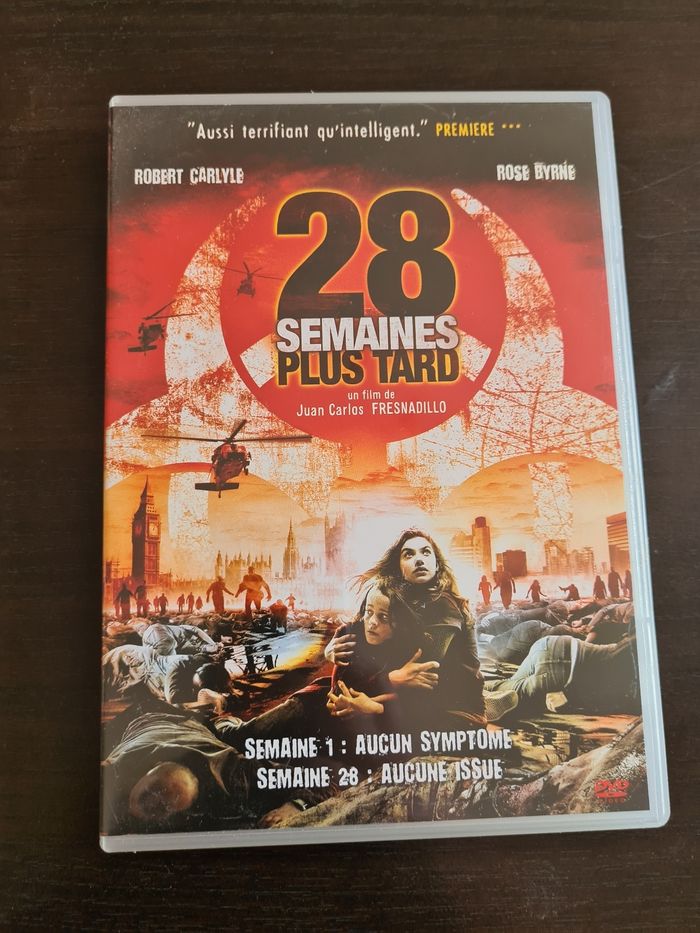 "Aussi terrifiant qu'intelligent." PREMIERE ***
ROBERT CARLYLE
ROSE BYRNE
28
SEMAINES
PLUS TARD
un film de
Juan Carlos FRESNADILLO
SEMAINE 1 : AUCUN SYMPTOME
SEMAINE 28 : AUCUNE ISSUE
DVD
VIDEO